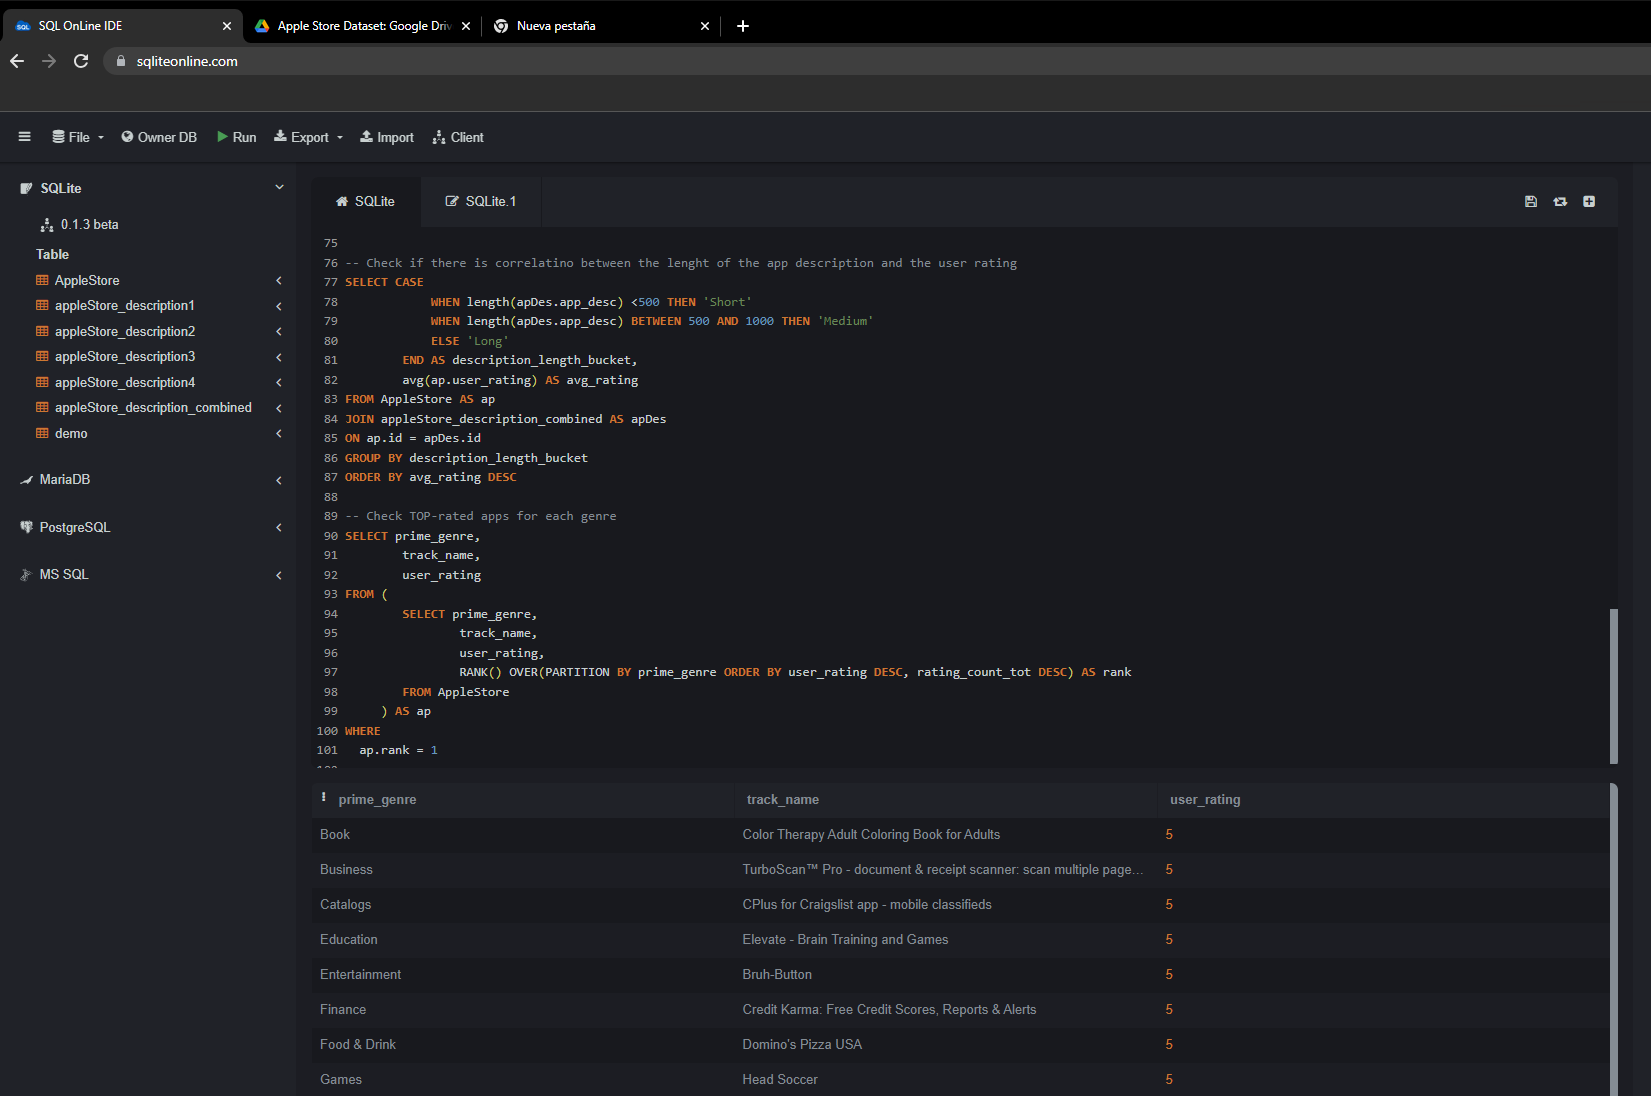 SQL OnLine IDE
Apple Store Dataset: Google Driv
Nueva pestaña
sqliteonline.com
File
Owner DB
Run
Export
Import
Client
SQLite
0.1.3 beta
Table
AppleStore
appleStore_description1
appleStore_description2
appleStore_description3
appleStore_description4
appleStore_description_combined
demo
MariaDB
PostgreSQL
MS SQL
SQLite
SQLite.1
75
76 -- Check if there is correlatino between the lenght of the app description and the user rating
77 SELECT CASE
78 WHEN length(apDes.app_desc) <500 THEN 'Short'
79 WHEN length(apDes.app_desc) BETWEEN 500 AND 1000 THEN 'Medium'
80 ELSE 'Long'
81 END AS description_length_bucket,
82 avg(ap.user_rating) AS avg_rating
83 FROM AppleStore AS ap
84 JOIN appleStore_description_combined AS apDes
85 ON ap.id = apDes.id
86 GROUP BY description_length_bucket
87 ORDER BY avg_rating DESC
88
89 -- Check TOP-rated apps for each genre
90 SELECT prime_genre,
91 track_name,
92 user_rating
93 FROM (
94 SELECT prime_genre,
95 track_name,
96 user_rating,
97 RANK() OVER(PARTITION BY prime_genre ORDER BY user_rating DESC, rating_count_tot DESC) AS rank
98 FROM AppleStore
99 ) AS ap
100 WHERE
101 ap.rank = 1
prime_genre track_name user_rating
Book Color Therapy Adult Coloring Book for Adults 5
Business TurboScan™ Pro - document & receipt scanner: scan multiple page... 5
Catalogs CPlus for Craigslist app - mobile classifieds 5
Education Elevate - Brain Training and Games 5
Entertainment Bruh-Button 5
Finance Credit Karma: Free Credit Scores, Reports & Alerts 5
Food & Drink Domino's Pizza USA 5
Games Head Soccer 5